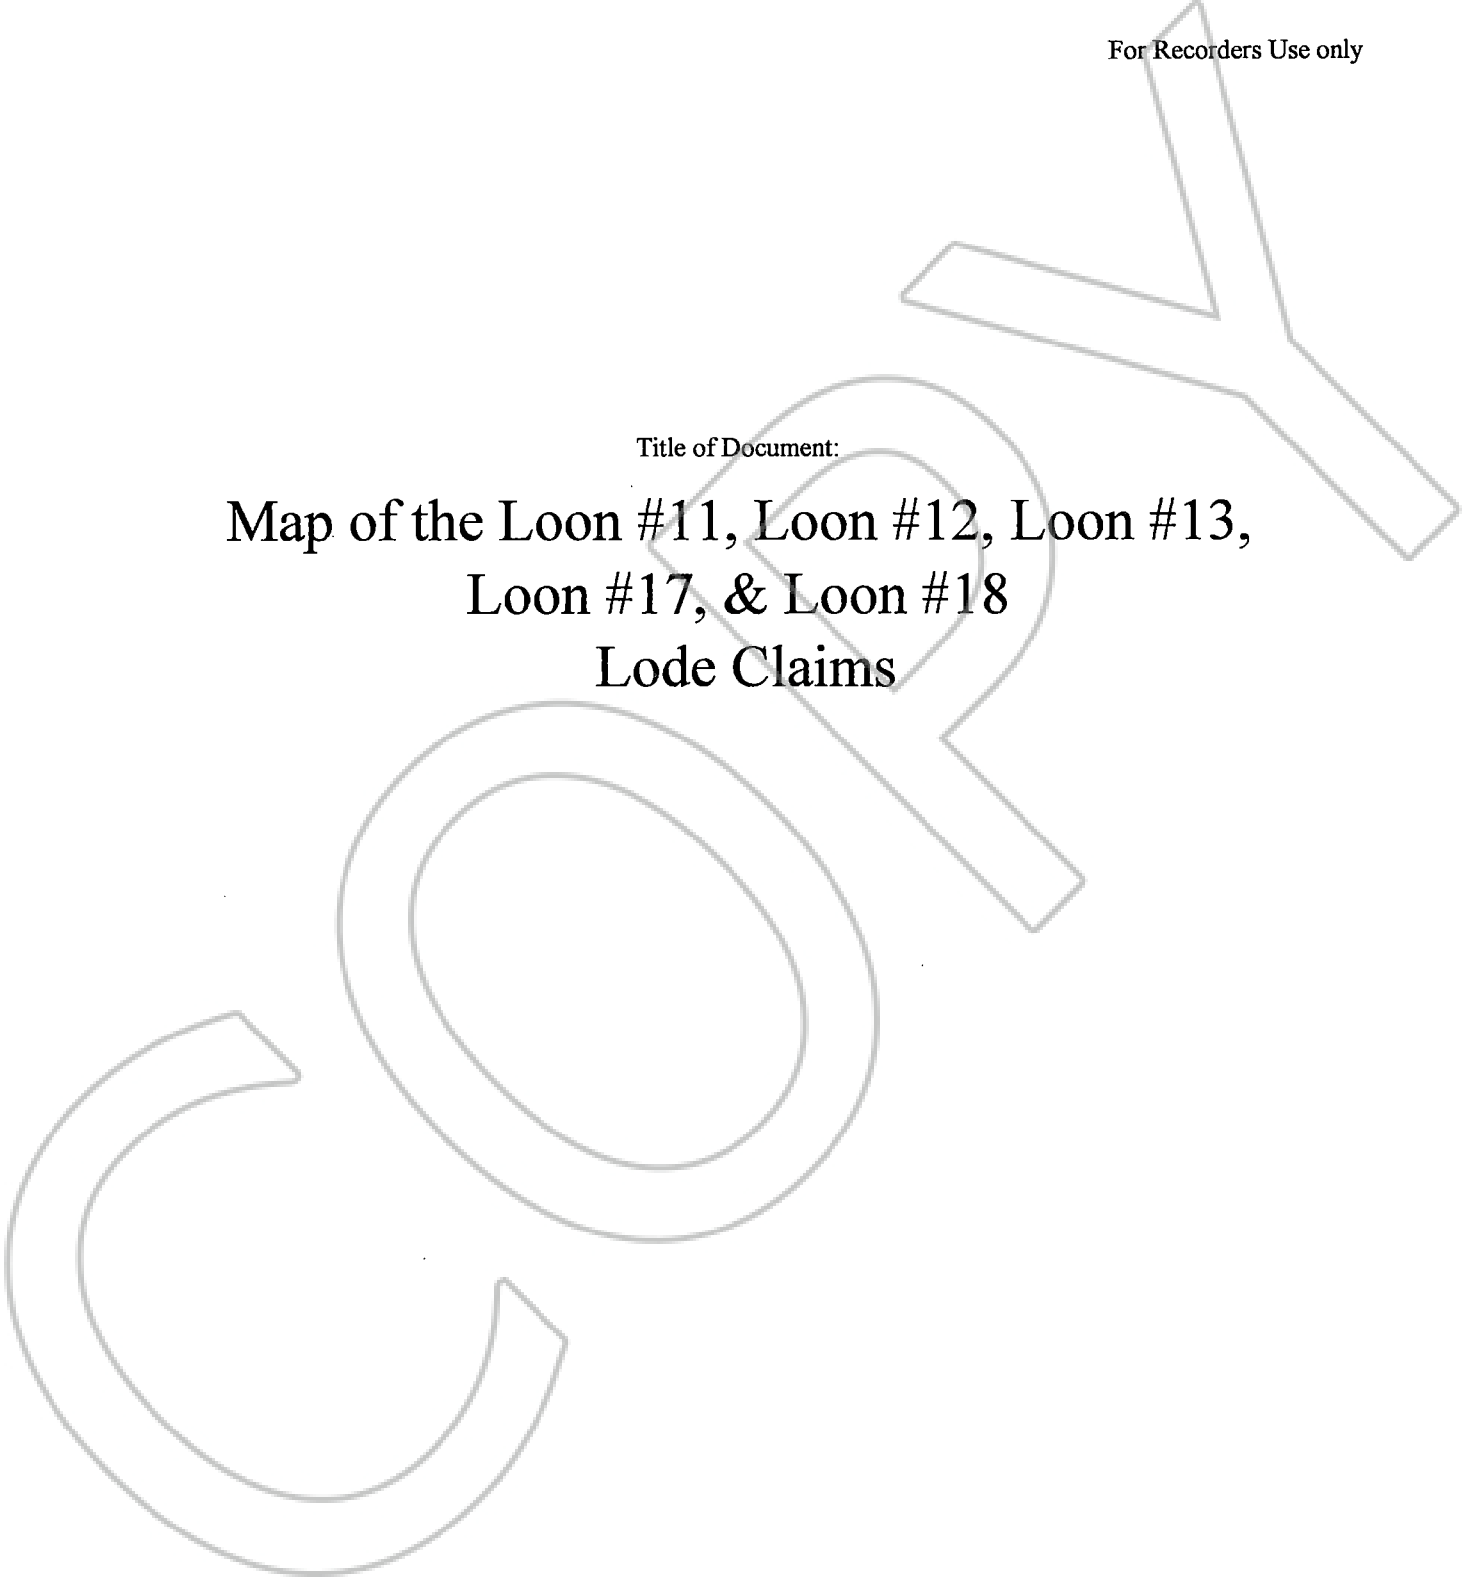 For Recorders Use only
Title of Document:
Map of the Loon #11, Loon #12, Loon #13,
Loon #17, & Loon #18
Lode Claims
COPY